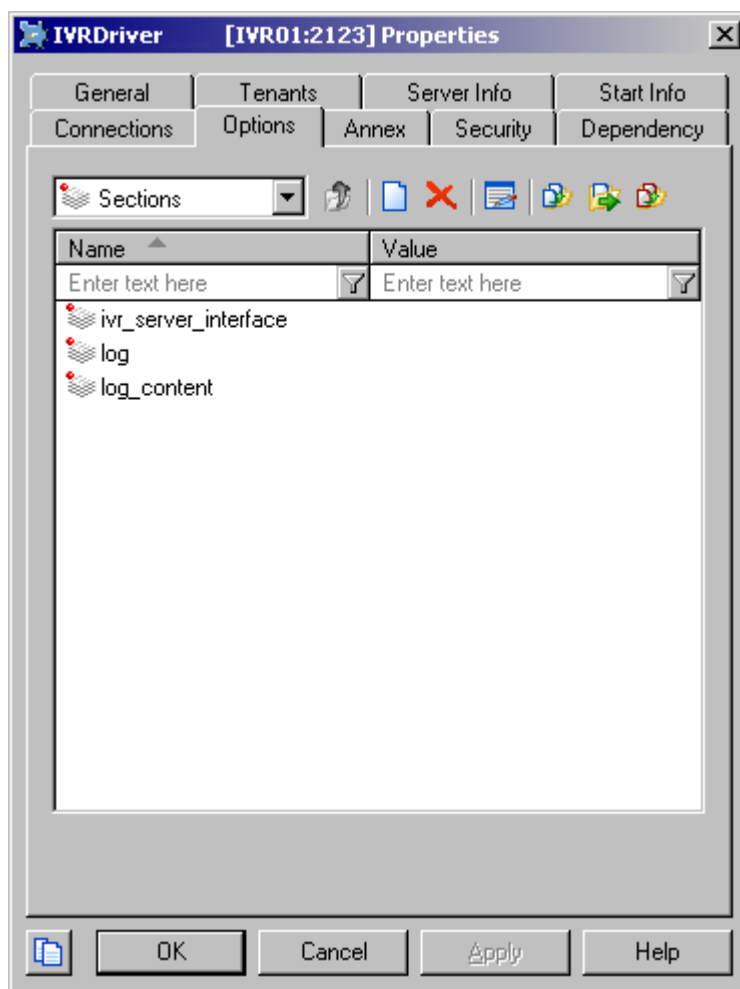 IVRDriver [IVR01:2123] Properties
General Tenants Server Info Start Info
Connections Options Annex Security Dependency
Sections
Name Value
Enter text here Enter text here
ivr_server_interface
log
log_content
OK Cancel Apply Help